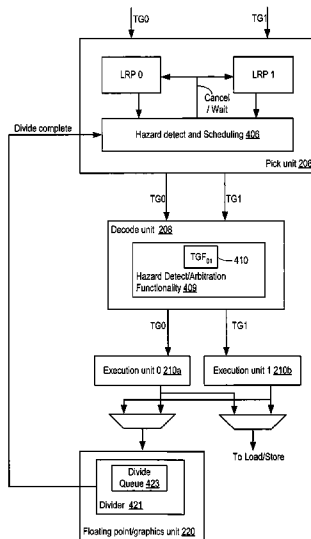 TG0 TG1
LRP 0 LRP 1
Cancel
/ Wait
Divide complete
Hazard detect and Scheduling 406
Pick unit 206
TG0 TG1
Decode unit 208
TGF01 410
Hazard Detect/Arbitration
Functionality 409
TG0 TG1
Execution unit 0 210a Execution unit 1 210b
To Load/Store
Divide
Queue 423
Divider 421
Floating point/graphics unit 220